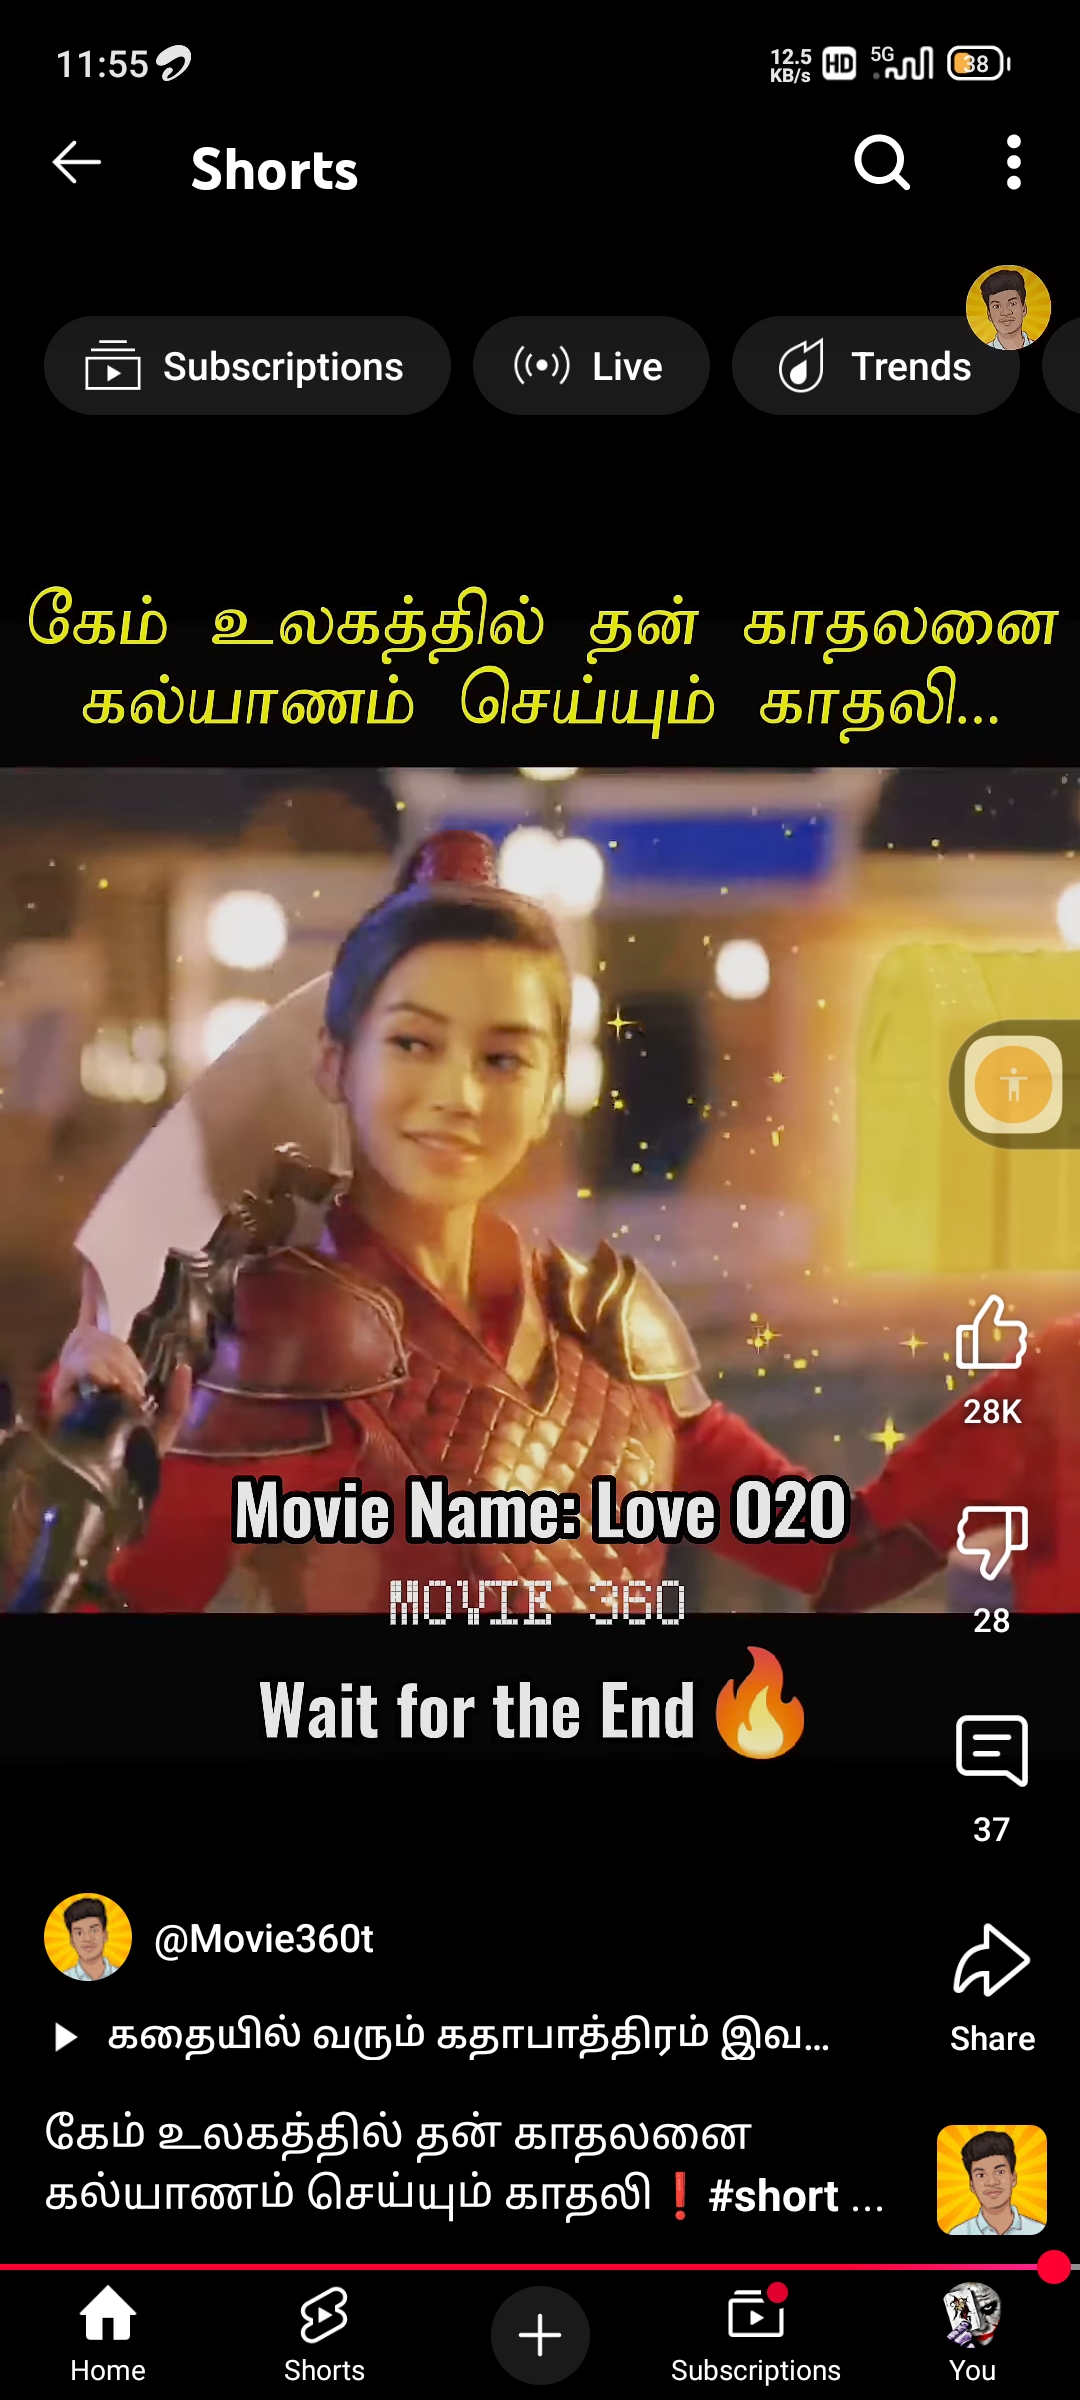 11:55
12.5 KB/s HD 5G 38
Shorts
Subscriptions Live Trends
கேம் உலகத்தில் தன் காதலனை
கல்யாணம் செய்யும் காதலி...
28K
Movie Name: Love O2O
MOVIE 360
28
Wait for the End
37
@Movie360t
கதையில் வரும் கதாபாத்திரம் இவ...
Share
கேம் உலகத்தில் தன் காதலனை
கல்யாணம் செய்யும் காதலி❗#short ...
Home Shorts Subscriptions You